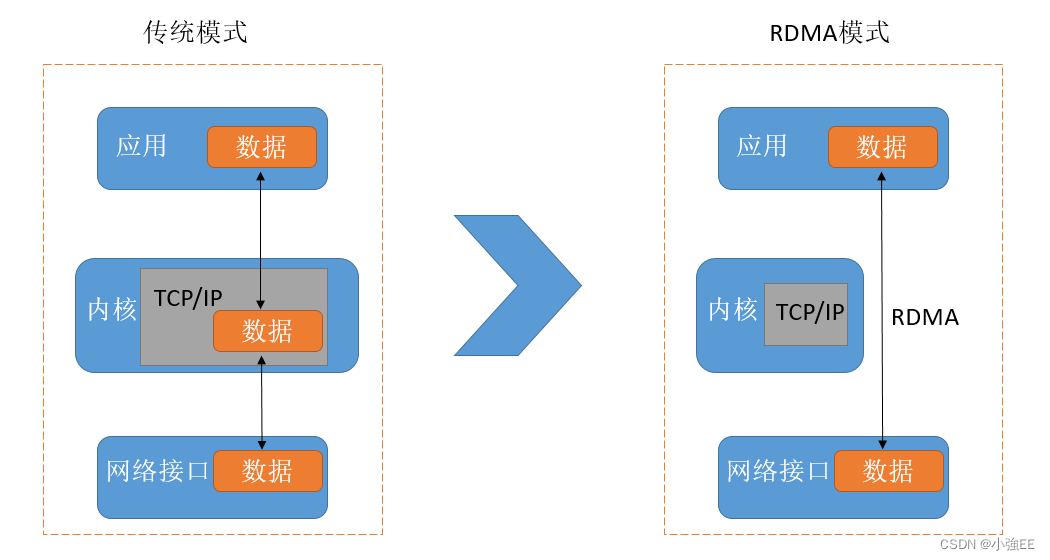 传统模式
应用
数据
TCP/IP
内核
数据
网络接口
数据
RDMA模式
应用
数据
内核
TCP/IP
RDMA
网络接口
数据
CSDN @小強EE